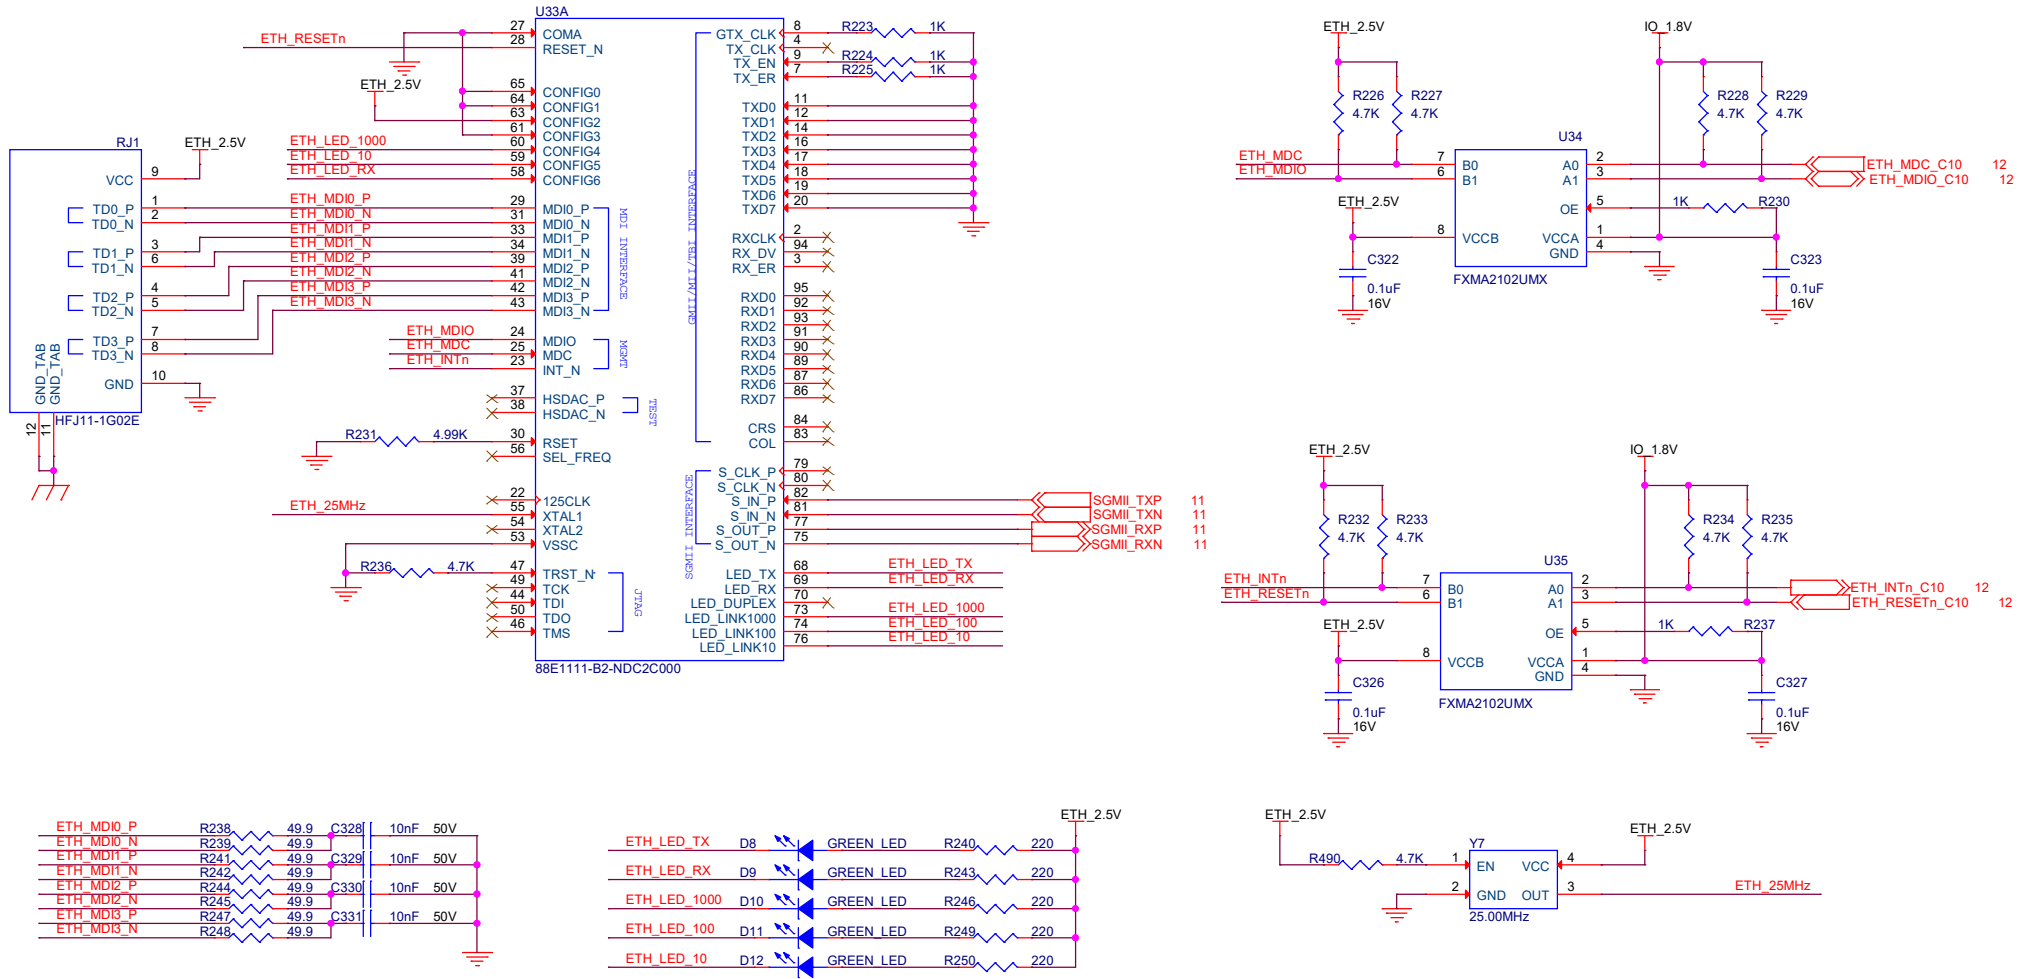 U33A
27 COMA
ETH_RESETn 28 RESET_N
ETH_2.5V
65 CONFIG0
64 CONFIG1
63 CONFIG2
61 CONFIG3
ETH_LED_1000 60 CONFIG4
ETH_LED_10 59 CONFIG5
ETH_LED_RX 58 CONFIG6
RJ1
ETH_2.5V
VCC 9
TD0_P 1 ETH_MDI0_P 29 MDI0_P
TD0_N 2 ETH_MDI0_N 31 MDI0_N
TD1_P 3 ETH_MDI1_P 33 MDI1_P
TD1_N 6 ETH_MDI1_N 34 MDI1_N
TD2_P 4 ETH_MDI2_P 39 MDI2_P
TD2_N 5 ETH_MDI2_N 41 MDI2_N
TD3_P 7 ETH_MDI3_P 42 MDI3_P
TD3_N 8 ETH_MDI3_N 43 MDI3_N
MDI INTERFACE
GND 10
GND_TAB
GND_TAB
12 11
HFJ11-1G02E
ETH_MDIO 24 MDIO
ETH_MDC 25 MDC
ETH_INTn 23 INT_N
MGMT
37 HSDAC_P
38 HSDAC_N
TEST
R231 4.99K 30 RSET
56 SEL_FREQ
22 125CLK
ETH_25MHz 55 XTAL1
54 XTAL2
53 VSSC
R236 4.7K 47 TRST_N
49 TCK
44 TDI
50 TDO
46 TMS
JTAG
88E1111-B2-NDC2C000
GTX_CLK 8 R223 1K
TX_CLK 4
TX_EN 9 R224 1K
TX_ER 7 R225 1K
TXD0 11
TXD1 12
TXD2 14
TXD3 16
TXD4 17
TXD5 18
TXD6 19
TXD7 20
RXCLK 2
RX_DV 94
RX_ER 3
RXD0 95
RXD1 92
RXD2 93
RXD3 91
RXD4 90
RXD5 89
RXD6 87
RXD7 86
CRS 84
COL 83
GMII/MII/TBI INTERFACE
S_CLK_P 79
S_CLK_N 80
S_IN_P 82 SGMII_TXP 11
S_IN_N 81 SGMII_TXN 11
S_OUT_P 77 SGMII_RXP 11
S_OUT_N 75 SGMII_RXN 11
SGMII INTERFACE
LED_TX 68 ETH_LED_TX
LED_RX 69 ETH_LED_RX
LED_DUPLEX 70
LED_LINK1000 73 ETH_LED_1000
LED_LINK100 74 ETH_LED_100
LED_LINK10 76 ETH_LED_10
ETH_2.5V IO_1.8V
R226 R227 R228 R229
4.7K 4.7K 4.7K 4.7K
U34
ETH_MDC 7 B0 A0 2 ETH_MDC_C10 12
ETH_MDIO 6 B1 A1 3 ETH_MDIO_C10 12
ETH_2.5V OE 5 1K R230
8 VCCB VCCA 1
GND 4
C322 C323
FXMA2102UMX
0.1uF 0.1uF
16V 16V
ETH_2.5V IO_1.8V
R232 R233 R234 R235
4.7K 4.7K 4.7K 4.7K
U35
ETH_INTn 7 B0 A0 2 ETH_INTn_C10 12
ETH_RESETn 6 B1 A1 3 ETH_RESETn_C10 12
ETH_2.5V OE 5 1K R237
8 VCCB VCCA 1
GND 4
C326 C327
FXMA2102UMX
0.1uF 0.1uF
16V 16V
ETH_MDI0_P R238 49.9 C328 10nF 50V
ETH_MDI0_N R239 49.9
ETH_MDI1_P R241 49.9 C329 10nF 50V
ETH_MDI1_N R242 49.9
ETH_MDI2_P R244 49.9 C330 10nF 50V
ETH_MDI2_N R245 49.9
ETH_MDI3_P R247 49.9 C331 10nF 50V
ETH_MDI3_N R248 49.9
ETH_2.5V
ETH_LED_TX D8 GREEN_LED R240 220
ETH_LED_RX D9 GREEN_LED R243 220
ETH_LED_1000 D10 GREEN_LED R246 220
ETH_LED_100 D11 GREEN_LED R249 220
ETH_LED_10 D12 GREEN_LED R250 220
ETH_2.5V ETH_2.5V
Y7
R490 4.7K 1 EN VCC 4
2 GND OUT 3 ETH_25MHz
25.00MHz